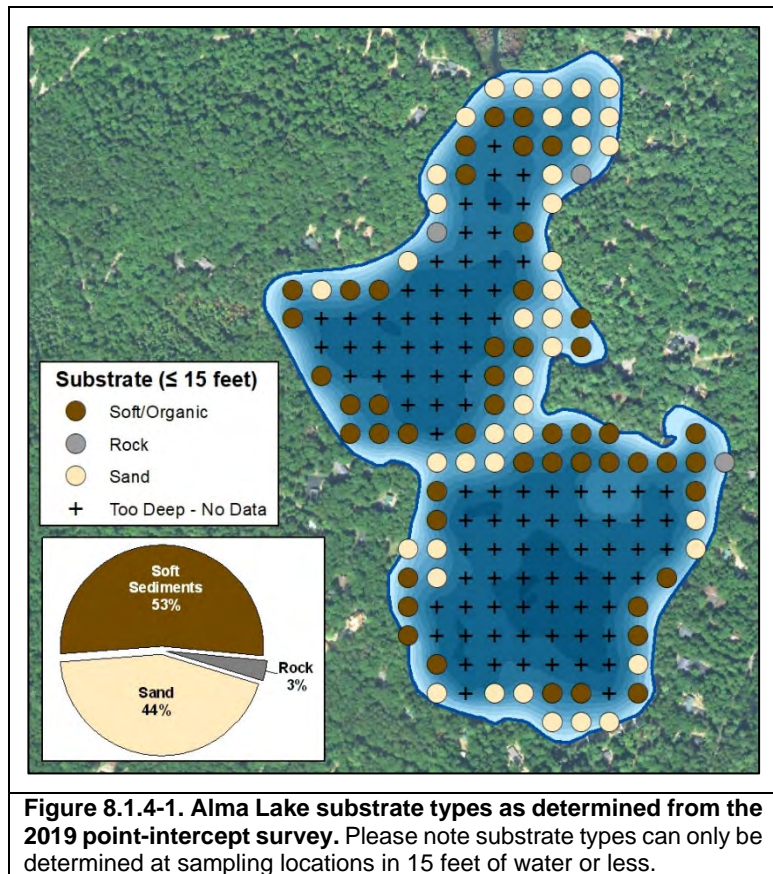 Substrate (≤ 15 feet)
Soft/Organic
Rock
Sand
+ Too Deep - No Data
Soft
Sediments
53%
Rock
3%
Sand
44%
Figure 8.1.4-1. Alma Lake substrate types as determined from the
2019 point-intercept survey. Please note substrate types can only be
determined at sampling locations in 15 feet of water or less.